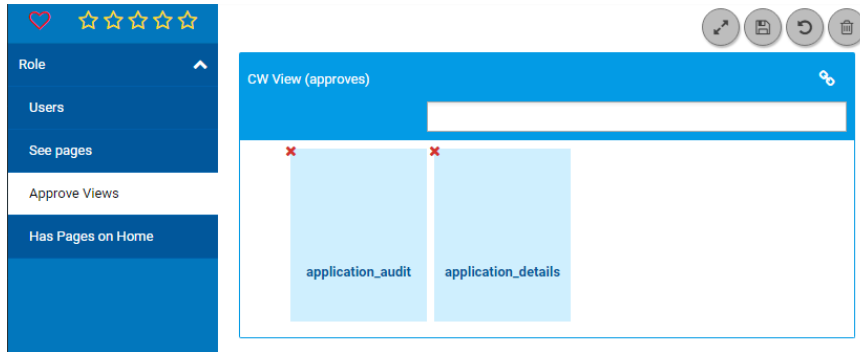 Role
Users
See pages
Approve Views
Has Pages on Home
CW View (approves)
application_audit
application_details